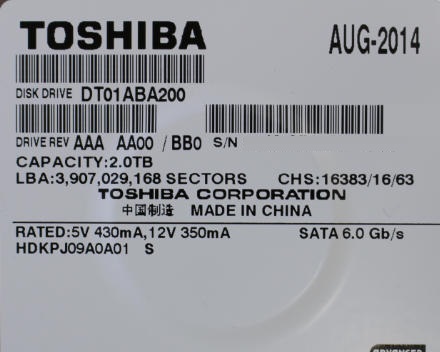 TOSHIBA
AUG-2014
DISK DRIVE DT01ABA200
DRIVE REV AAA AA00 / BB0 S/N
CAPACITY:2.0TB
LBA:3,907,029,168 SECTORS CHS:16383/16/63
TOSHIBA CORPORATION
中国制造 MADE IN CHINA
RATED:5V 430mA,12V 350mA SATA 6.0 Gb/s
HDKPJ09A0A01 S
ADVANCED